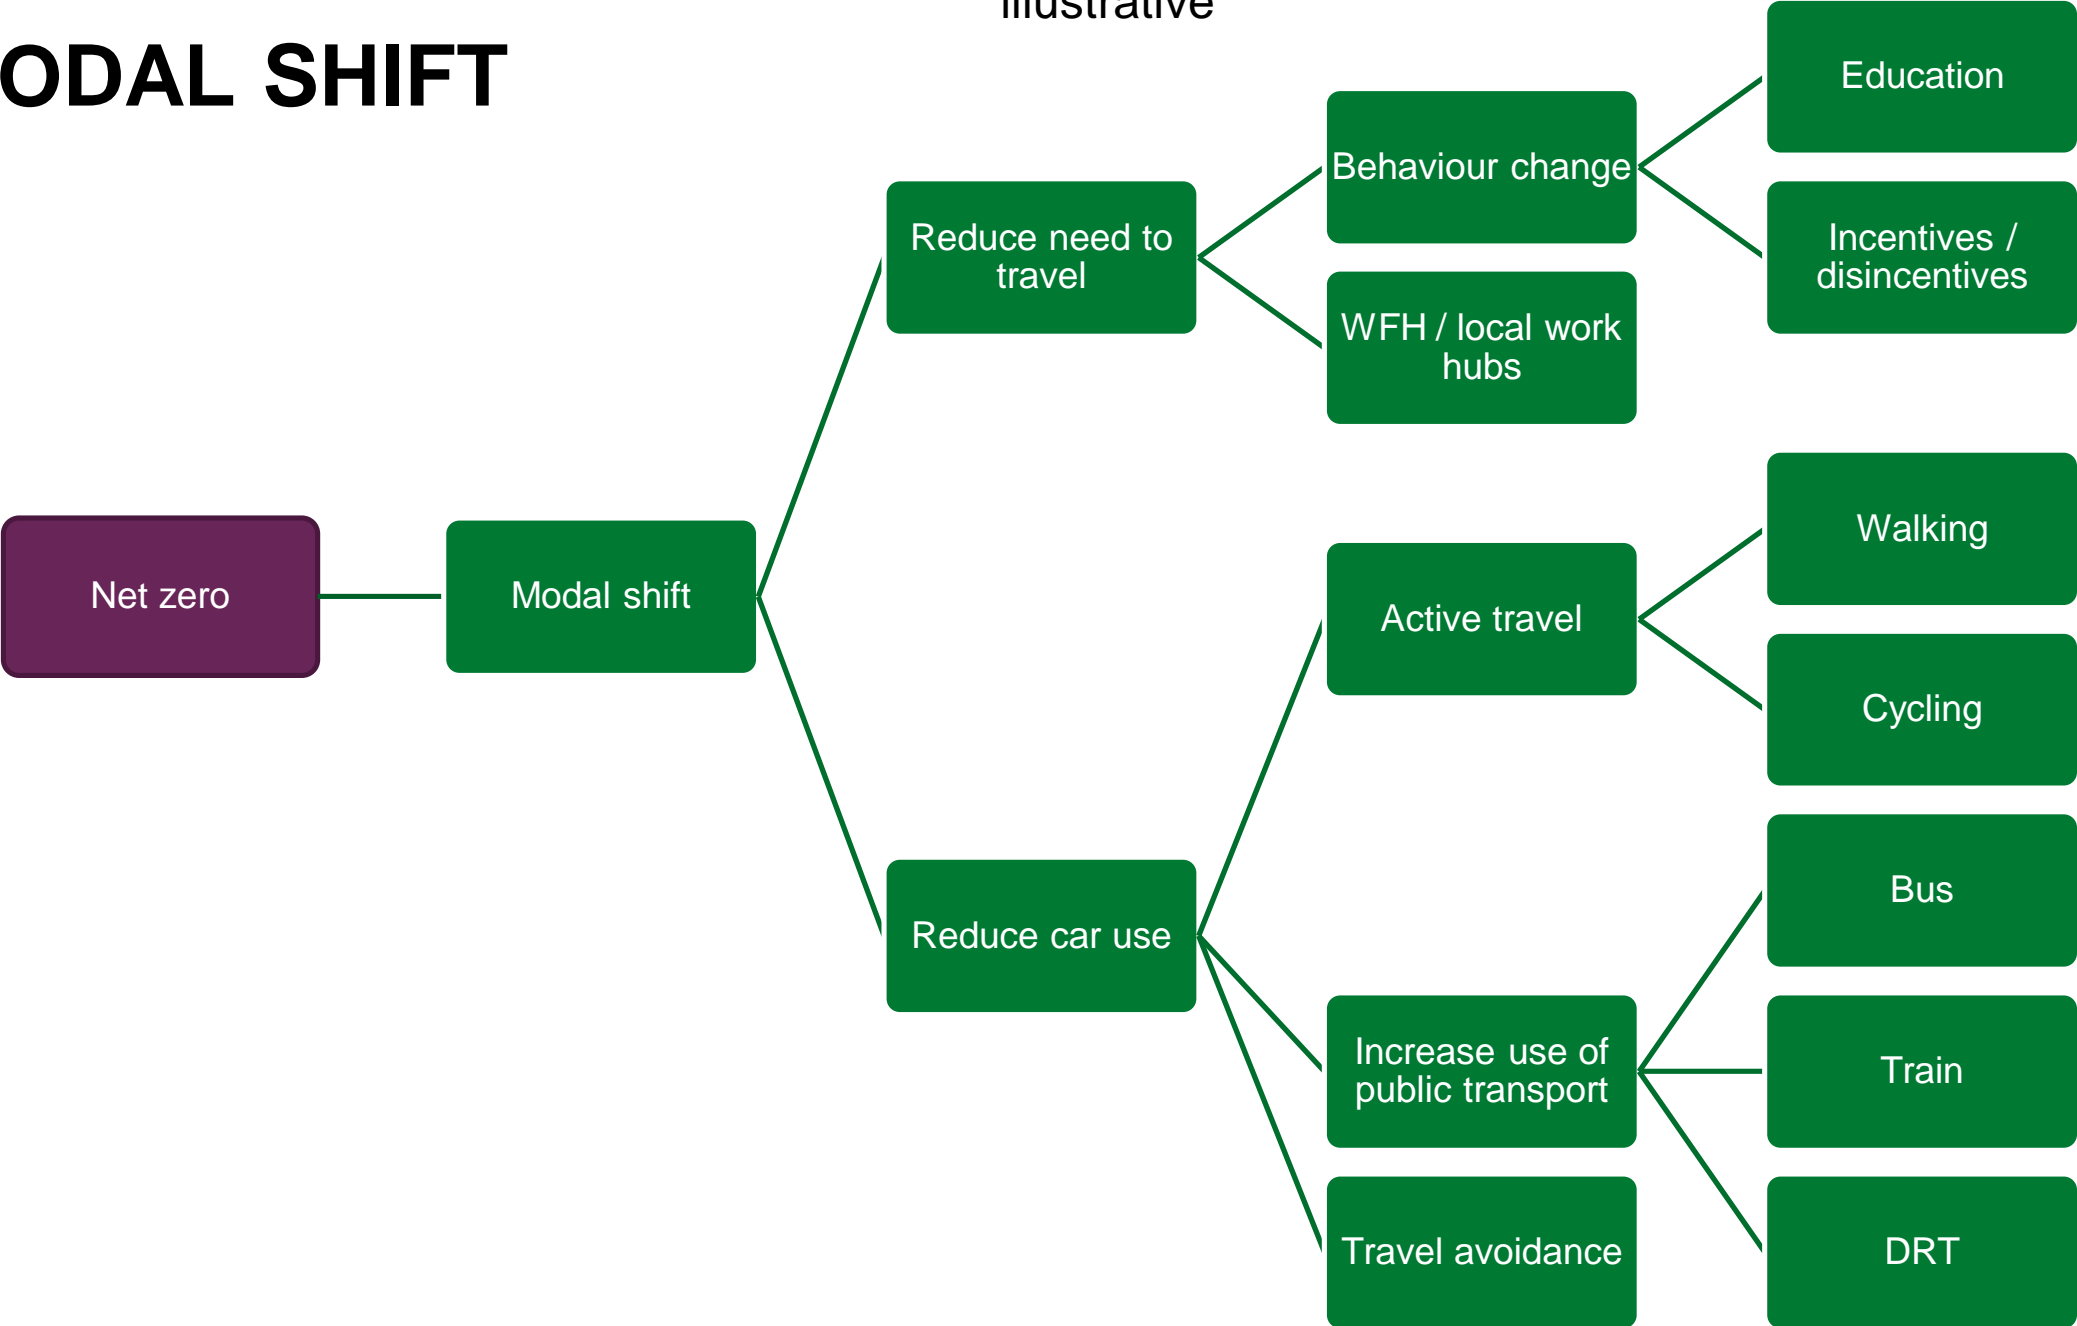 illustrative
ODAL SHIFT
Net zero
Modal shift
Reduce need to
travel
Behaviour change
Education
Incentives /
disincentives
WFH / local work
hubs
Reduce car use
Active travel
Walking
Cycling
Increase use of
public transport
Bus
Train
DRT
Travel avoidance